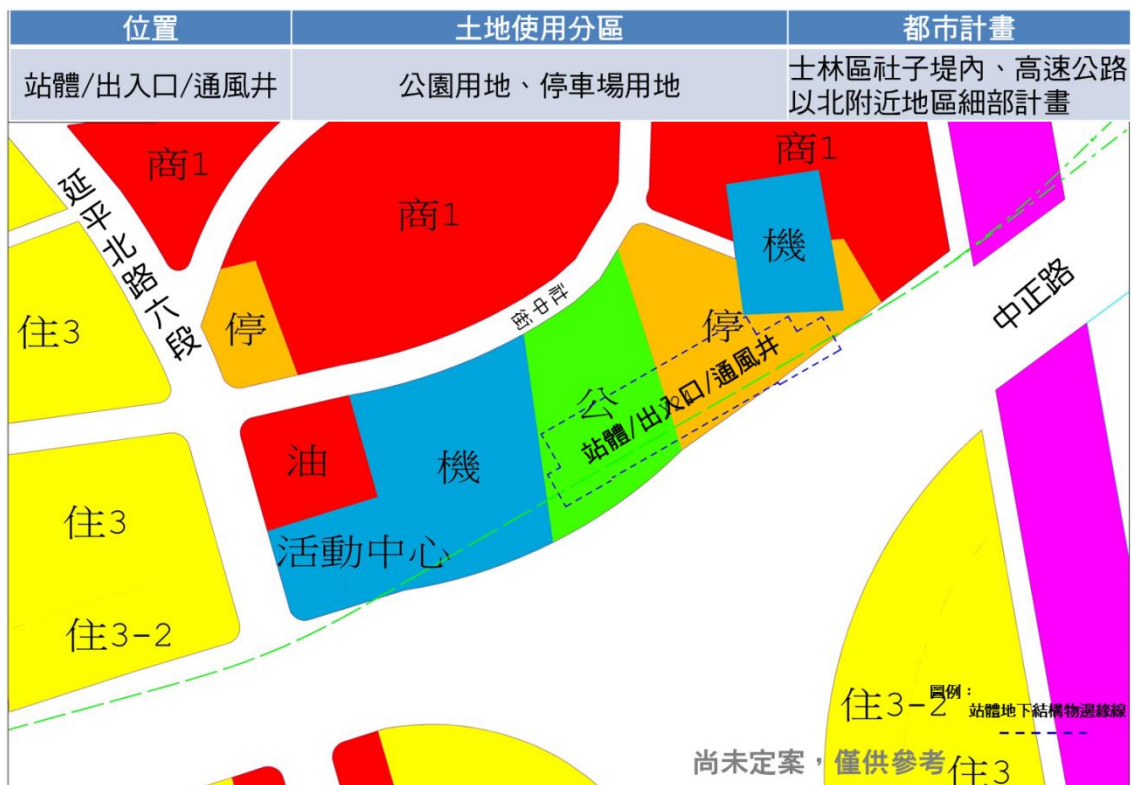 位置 土地使用分區 都市計畫
站體/出入口/通風井 公園用地、停車場用地 士林區社子堤內、高速公路
以北附近地區細部計畫
商1
商1
商1
延平北路六段
機
中正路
住3
停
社中街
停
公
站體/出入口/通風井
油
機
住3
活動中心
住3-2
住3-2
圖例：
站體地下結構物邊緣線
尚未定案，僅供參考
住3